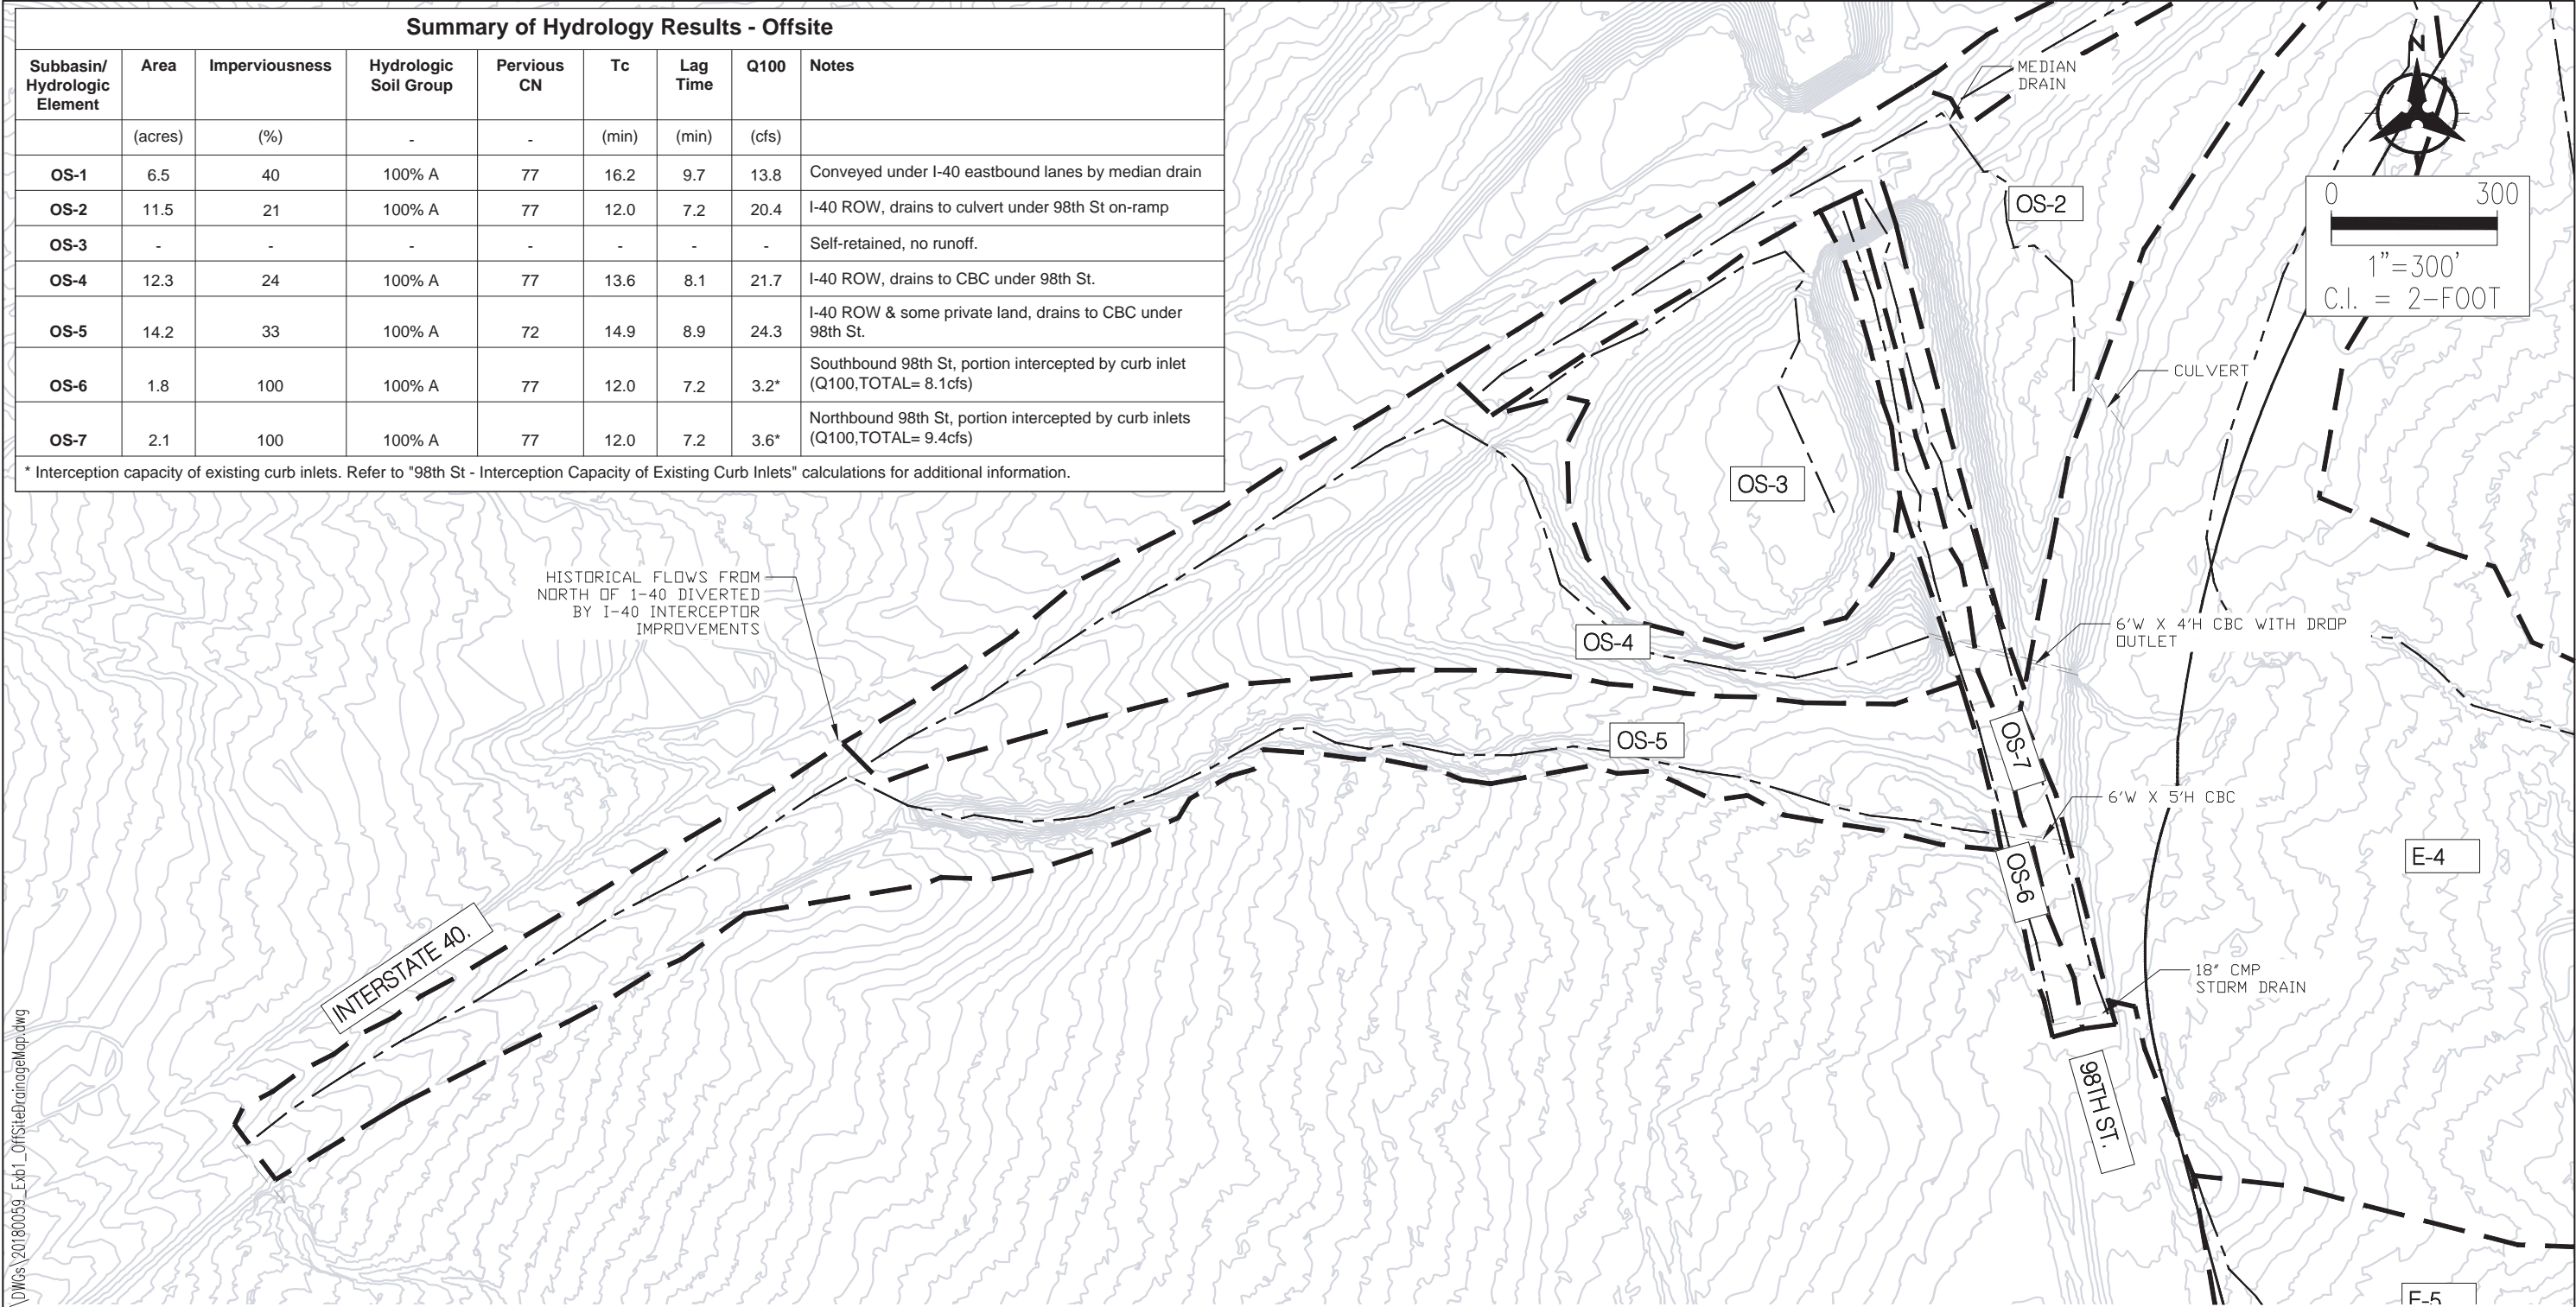 Summary of Hydrology Results - Offsite
Subbasin/ Hydrologic Element | Area | Imperviousness | Hydrologic Soil Group | Pervious CN | Tc | Lag Time | Q100 | Notes
(acres) | (%) | - | - | (min) | (min) | (cfs)
OS-1 | 6.5 | 40 | 100% A | 77 | 16.2 | 9.7 | 13.8 | Conveyed under I-40 eastbound lanes by median drain
OS-2 | 11.5 | 21 | 100% A | 77 | 12.0 | 7.2 | 20.4 | I-40 ROW, drains to culvert under 98th St on-ramp
OS-3 | - | - | - | - | - | - | - | Self-retained, no runoff.
OS-4 | 12.3 | 24 | 100% A | 77 | 13.6 | 8.1 | 21.7 | I-40 ROW, drains to CBC under 98th St.
OS-5 | 14.2 | 33 | 100% A | 72 | 14.9 | 8.9 | 24.3 | I-40 ROW & some private land, drains to CBC under 98th St.
OS-6 | 1.8 | 100 | 100% A | 77 | 12.0 | 7.2 | 3.2* | Southbound 98th St, portion intercepted by curb inlet (Q100,TOTAL= 8.1cfs)
OS-7 | 2.1 | 100 | 100% A | 77 | 12.0 | 7.2 | 3.6* | Northbound 98th St, portion intercepted by curb inlets (Q100,TOTAL= 9.4cfs)
* Interception capacity of existing curb inlets. Refer to "98th St - Interception Capacity of Existing Curb Inlets" calculations for additional information.
MEDIAN
DRAIN
N
0 300
1"=300'
C.I. = 2-FOOT
OS-2
CULVERT
OS-3
HISTORICAL FLOWS FROM
NORTH OF 1-40 DIVERTED
BY I-40 INTERCEPTOR
IMPROVEMENTS
6'W X 4'H CBC WITH DROP
OUTLET
OS-4
OS-5
OS-7
6'W X 5'H CBC
E-4
OS-6
INTERSTATE 40.
18" CMP
STORM DRAIN
98TH ST.
\DWGs\20180059_Exb1_OffSiteDrainageMap.dwg
E-5